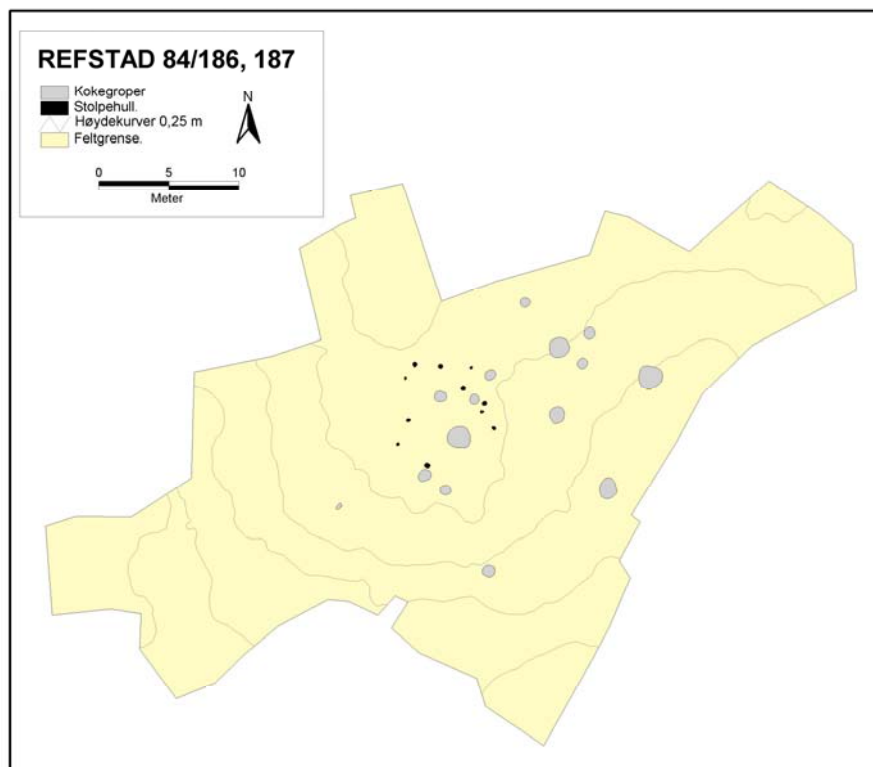 REFSTAD 84/186, 187
Kokegroper
Stolpehull.
Høydekurver 0,25 m
Feltgrense.
N
0 5 10
Meter